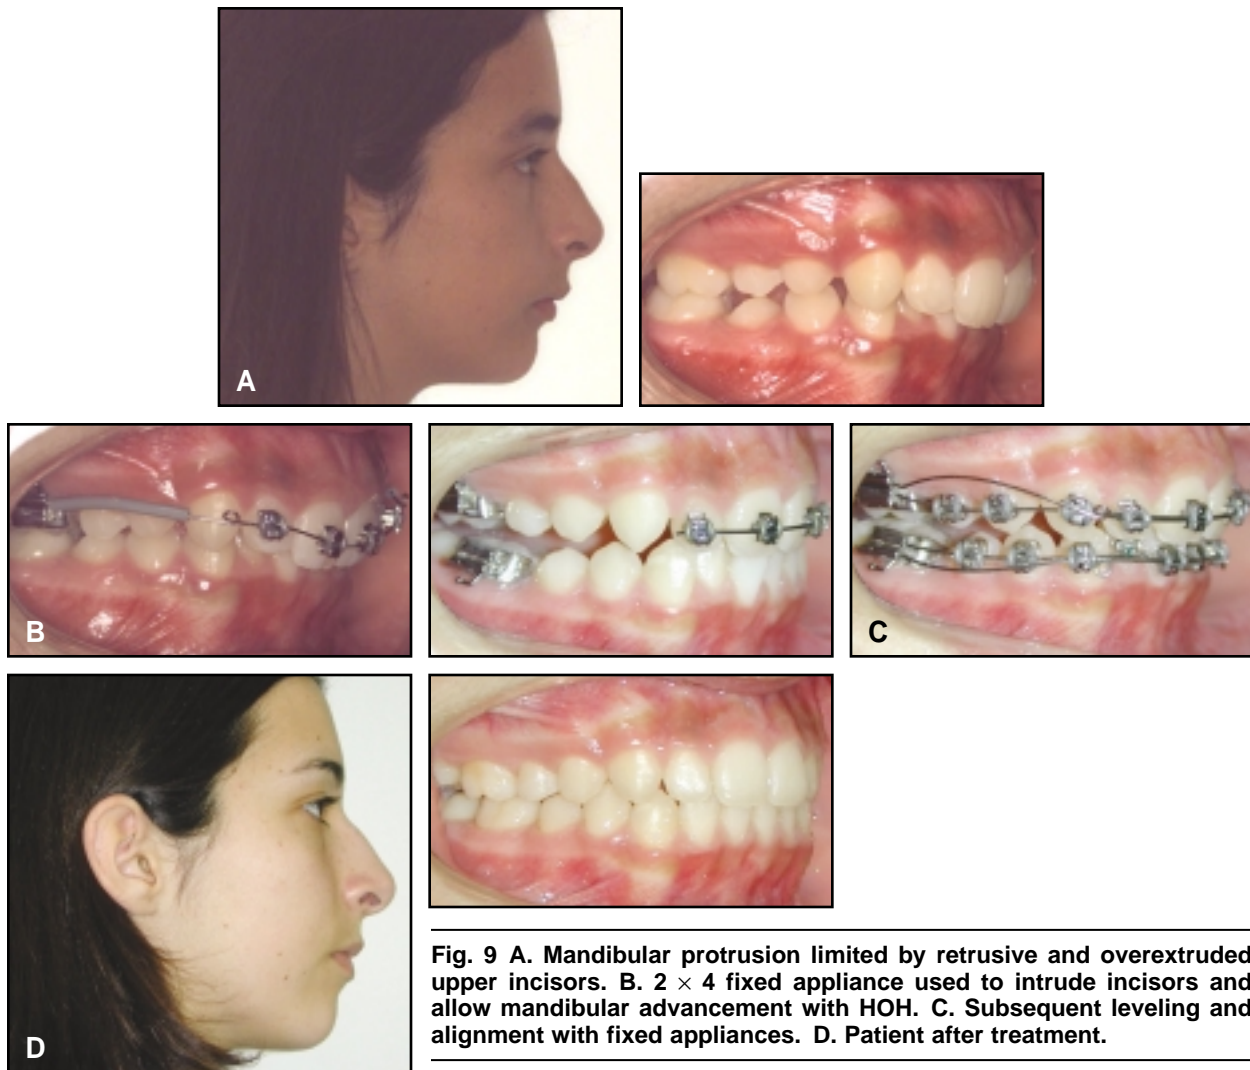 A
B
C
D
Fig. 9 A. Mandibular protrusion limited by retrusive and overextruded
upper incisors. B. 2 × 4 fixed appliance used to intrude incisors and
allow mandibular advancement with HOH. C. Subsequent leveling and
alignment with fixed appliances. D. Patient after treatment.